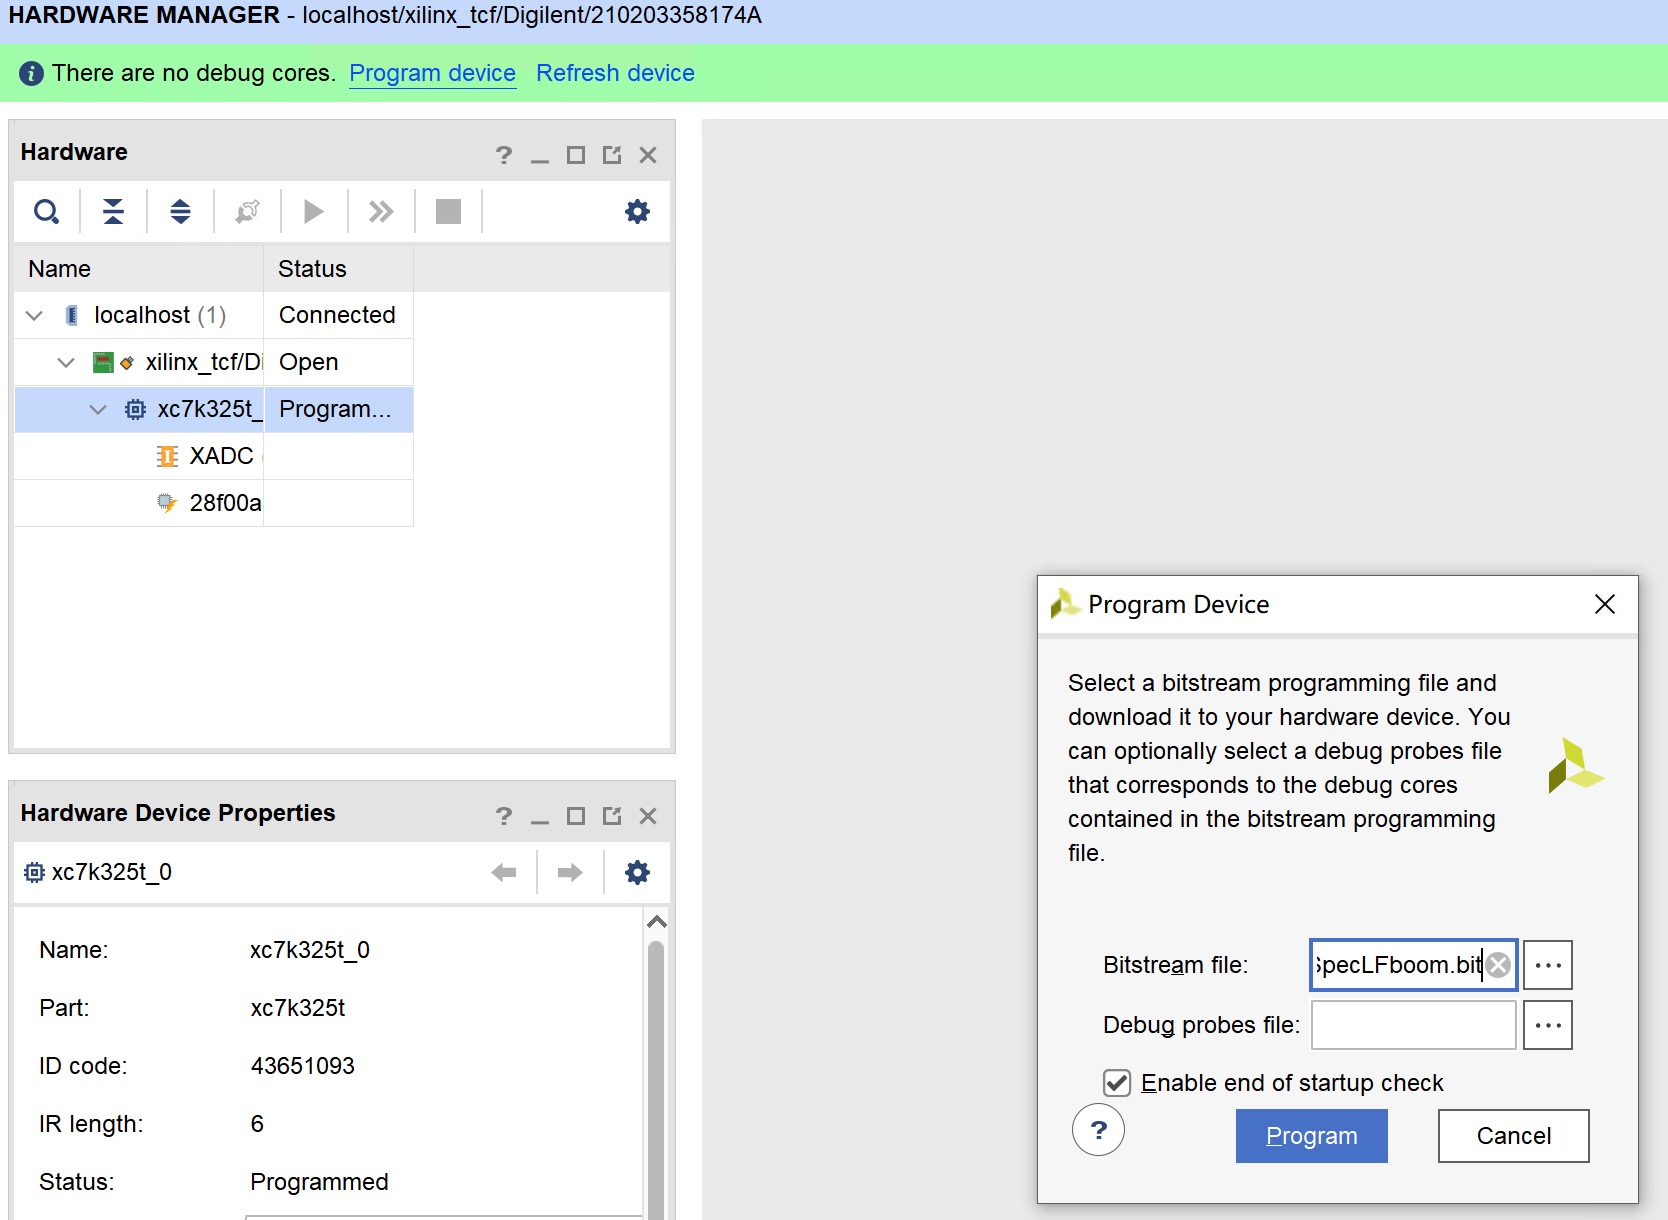 HARDWARE MANAGER - localhost/xilinx_tcf/Digilent/210203358174A
There are no debug cores. Program device Refresh device
Hardware
Name Status
localhost (1) Connected
xilinx_tcf/Di Open
xc7k325t_ Program...
XADC
28f00a
Hardware Device Properties
xc7k325t_0
Name: xc7k325t_0
Part: xc7k325t
ID code: 43651093
IR length: 6
Status: Programmed
Program Device
Select a bitstream programming file and
download it to your hardware device. You
can optionally select a debug probes file
that corresponds to the debug cores
contained in the bitstream programming
file.
Bitstream file: SpecLFboom.bit ...
Debug probes file: ...
Enable end of startup check
? Program Cancel